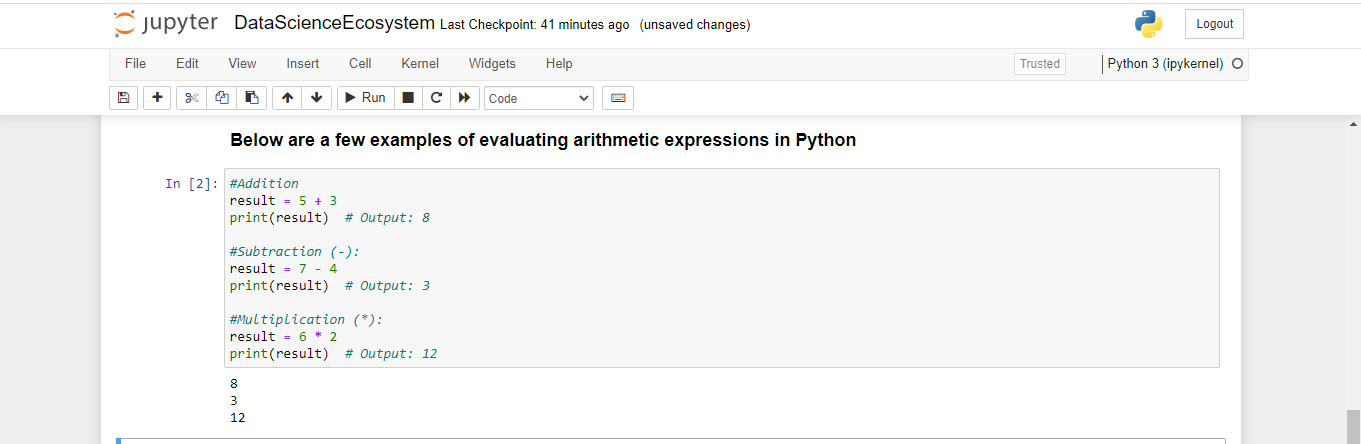 jupyter DataScienceEcosystem Last Checkpoint: 41 minutes ago (unsaved changes) Logout
File Edit View Insert Cell Kernel Widgets Help Trusted Python 3 (ipykernel)
Run Code
Below are a few examples of evaluating arithmetic expressions in Python
In [2]: #Addition
result = 5 + 3
print(result)  # Output: 8
#Subtraction (-):
result = 7 - 4
print(result)  # Output: 3
#Multiplication (*):
result = 6 * 2
print(result)  # Output: 12
8
3
12